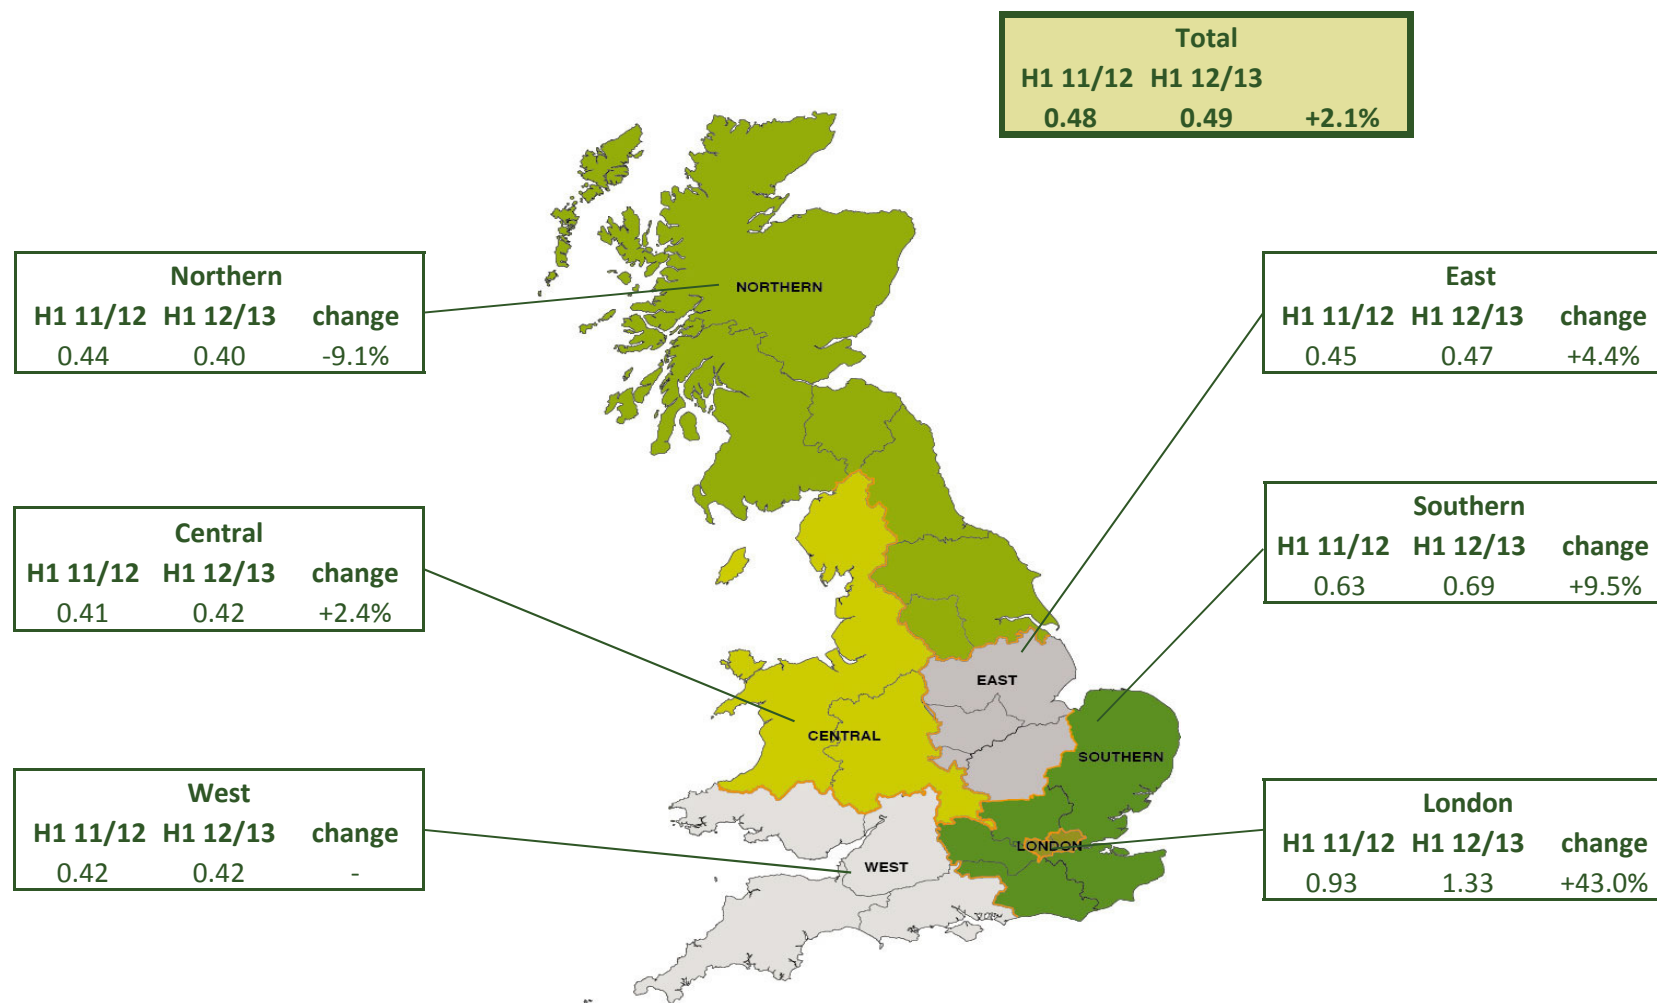 Total
H1 11/12 H1 12/13
0.48 0.49 +2.1%
Northern
H1 11/12 H1 12/13 change
0.44 0.40 -9.1%
East
H1 11/12 H1 12/13 change
0.45 0.47 +4.4%
Central
H1 11/12 H1 12/13 change
0.41 0.42 +2.4%
Southern
H1 11/12 H1 12/13 change
0.63 0.69 +9.5%
West
H1 11/12 H1 12/13 change
0.42 0.42 -
London
H1 11/12 H1 12/13 change
0.93 1.33 +43.0%
NORTHERN
EAST
CENTRAL
SOUTHERN
LONDON
WEST